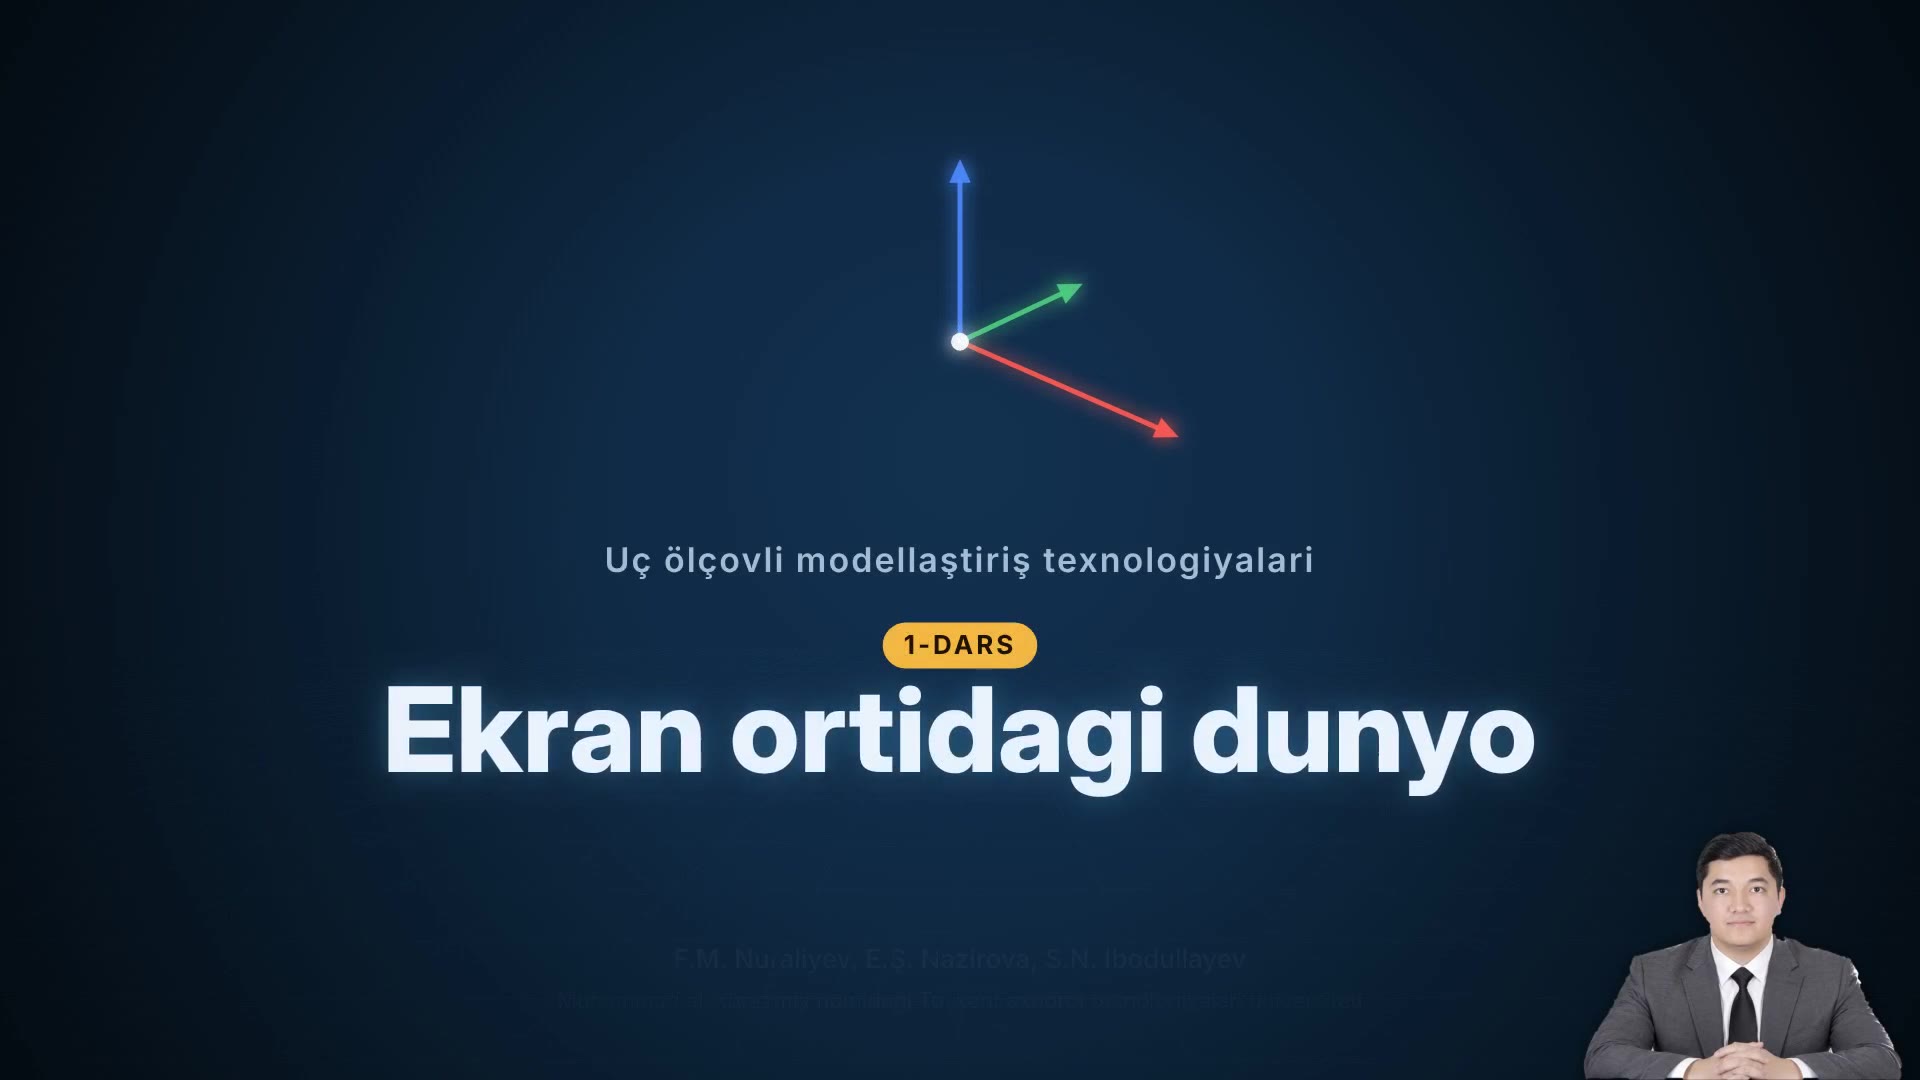 Uç ölçovli modellaştiriş texnologiyalari
1-DARS
Ekran ortidagi dunyo
F.M. Nuraliyev, E.Ş. Nazirova, S.N. Ibodullayev